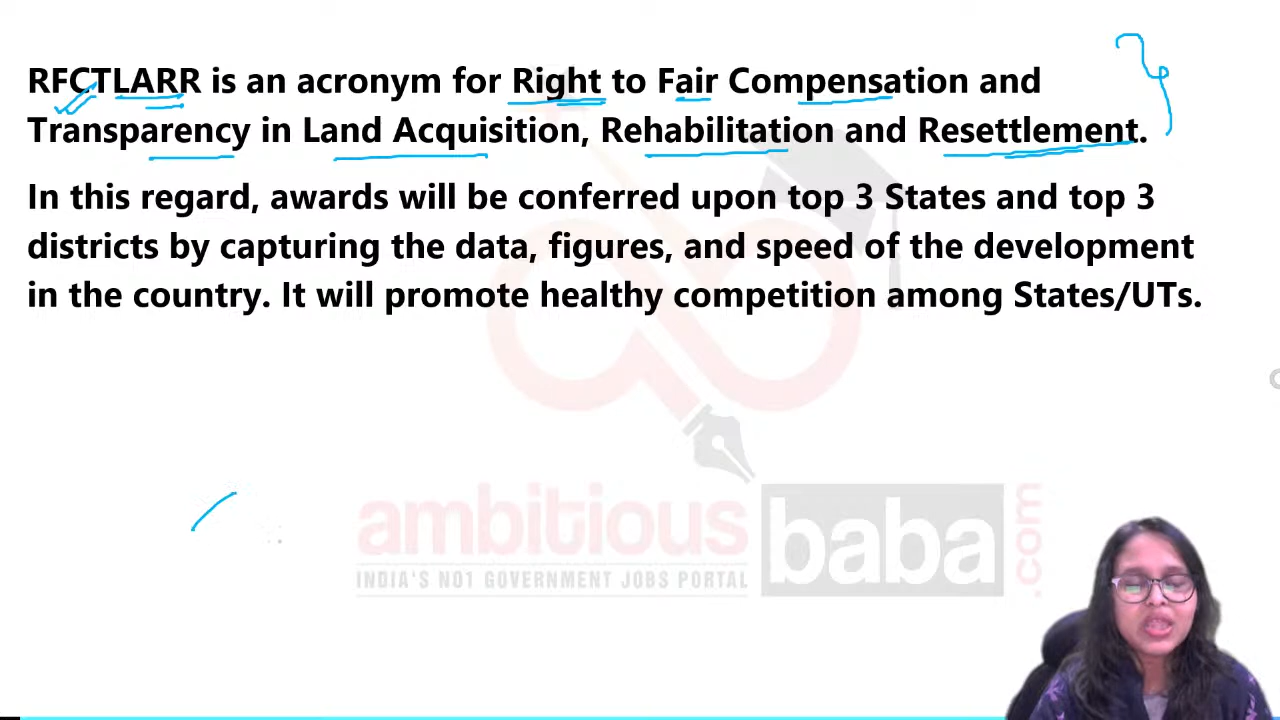 RFCTLARR is an acronym for Right to Fair Compensation and
Transparency in Land Acquisition, Rehabilitation and Resettlement.
In this regard, awards will be conferred upon top 3 States and top 3
districts by capturing the data, figures, and speed of the development
in the country. It will promote healthy competition among States/UTs.
ambitious baba .com
INDIA'S NO1 GOVERNMENT JOBS PORTAL